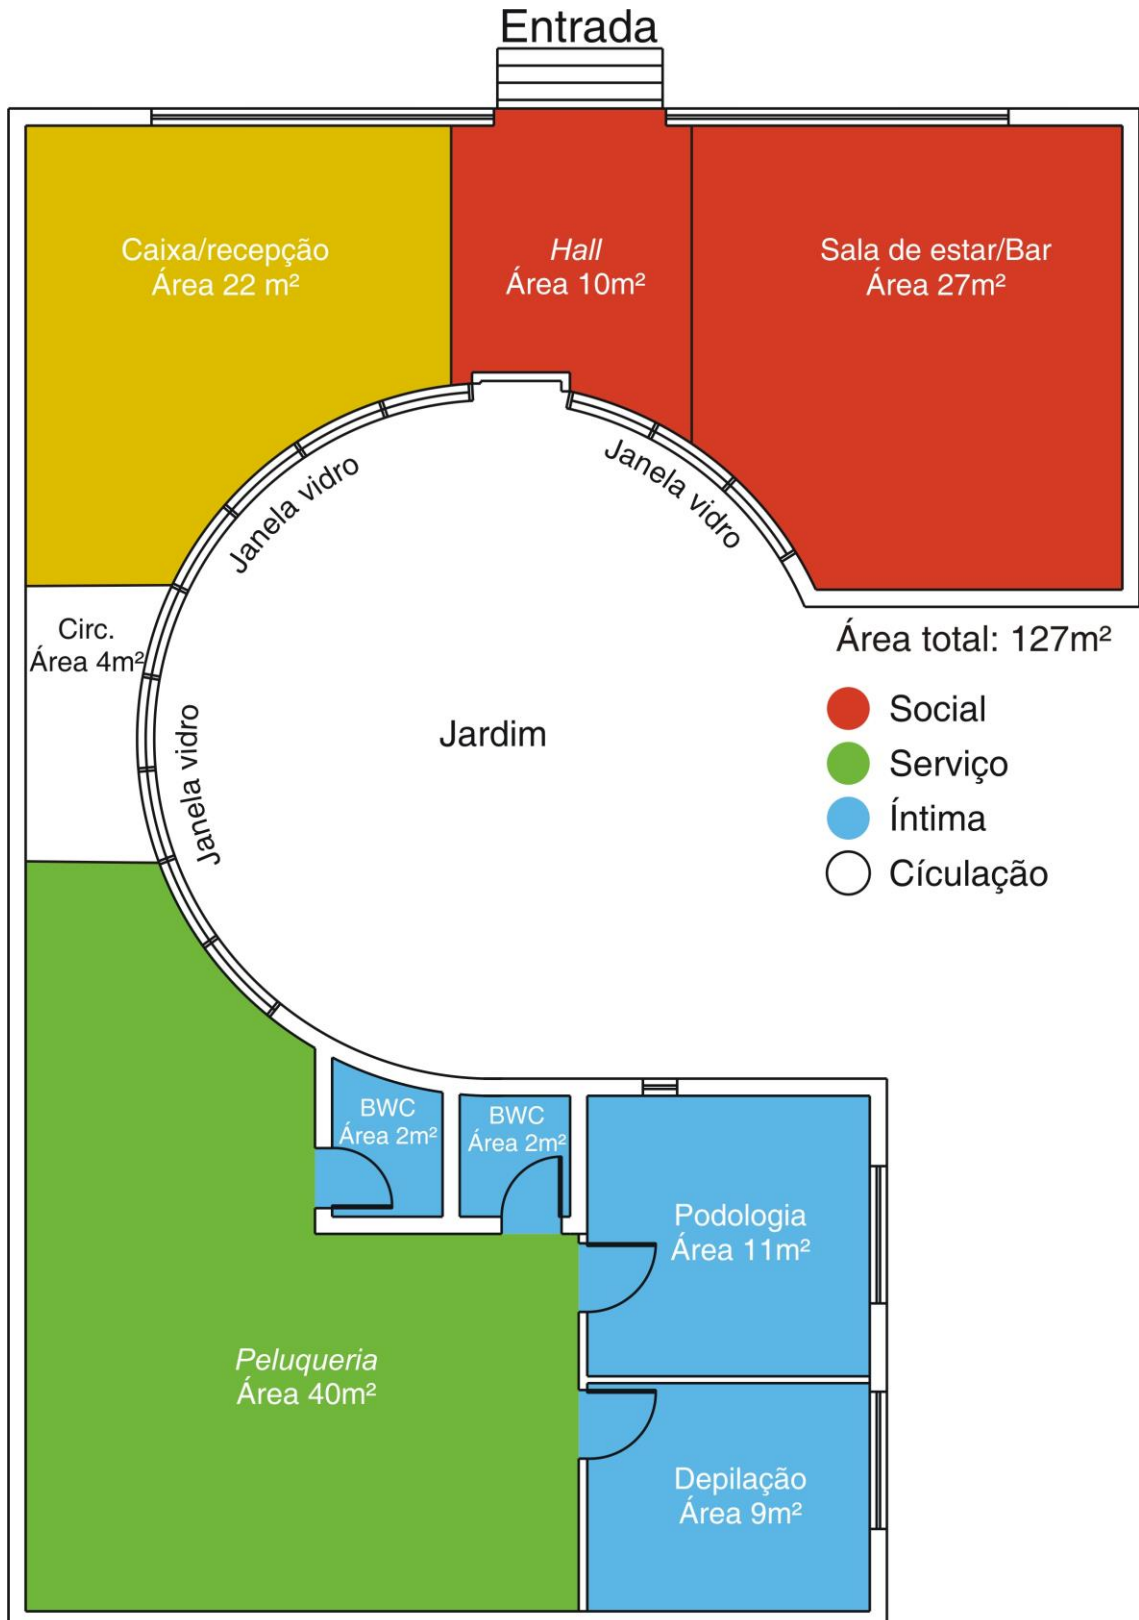 Entrada
Caixa/recepção
Área 22 m²
Hall
Área 10m²
Sala de estar/Bar
Área 27m²
Janela vidro
Janela vidro
Circ.
Área 4m²
Área total: 127m²
Social
Serviço
Íntima
Cículação
Jardim
Janela vidro
BWC
Área 2m²
BWC
Área 2m²
Podologia
Área 11m²
Peluqueria
Área 40m²
Depilação
Área 9m²